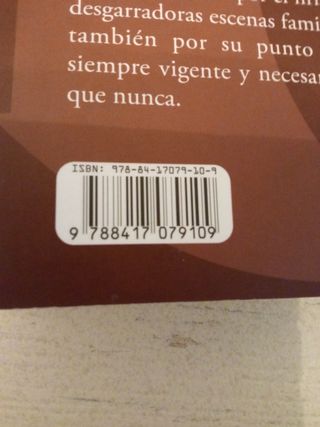 desgarradoras escenas fami
también por su punto
siempre vigente y necesar
que nunca.
ISBN: 978-84-17079-10-9
9 788417 079109